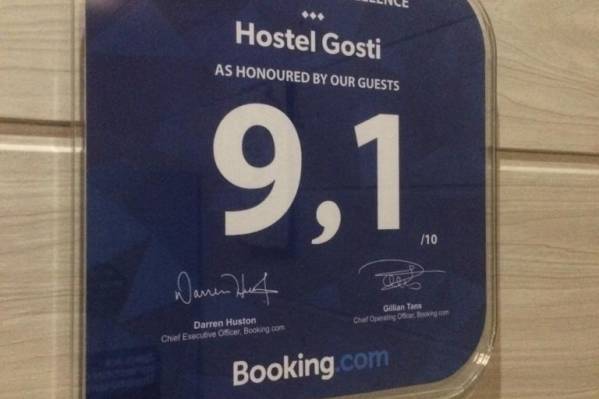 Hostel Gosti
AS HONOURED BY OUR GUESTS
9,1
/10
Darren Huston
Chief Executive Officer, Booking.com
Gillian Tans
Chief Operating Officer, Booking.com
Booking.com